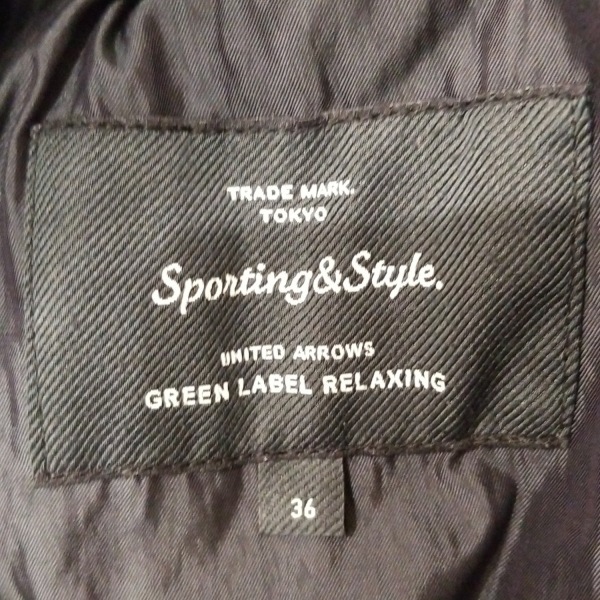 TRADE MARK.
TOKYO
Sporting&Style.
UNITED ARROWS
GREEN LABEL RELAXING
36